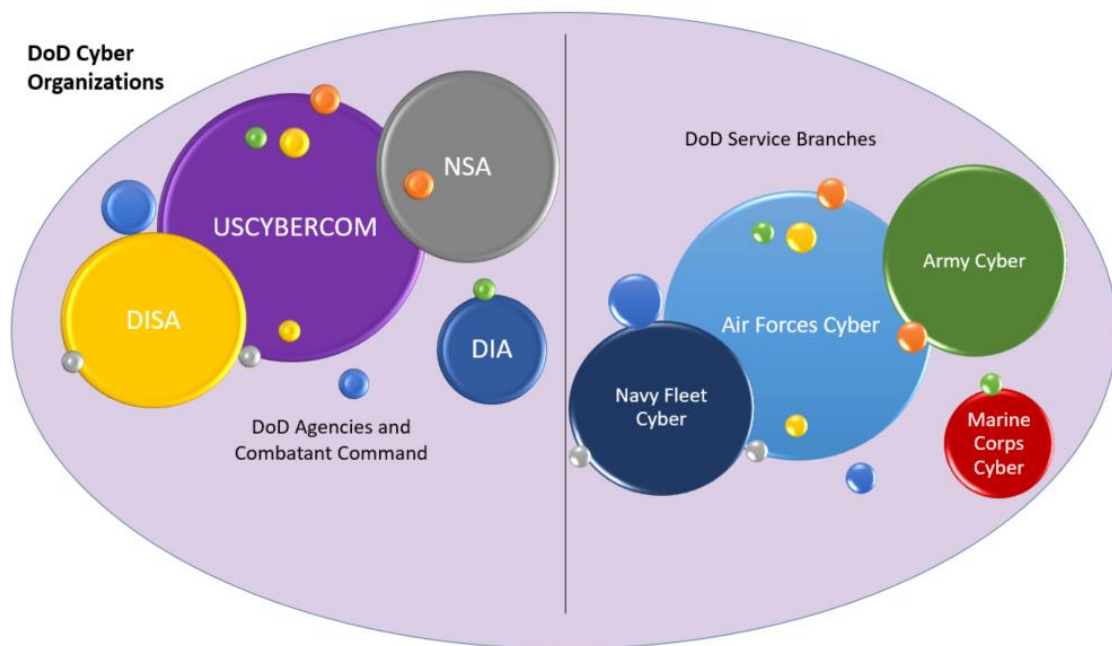 DoD Cyber
Organizations
USCYBERCOM
NSA
DISA
DIA
DoD Agencies and
Combatant Command
DoD Service Branches
Army Cyber
Air Forces Cyber
Navy Fleet
Cyber
Marine
Corps
Cyber